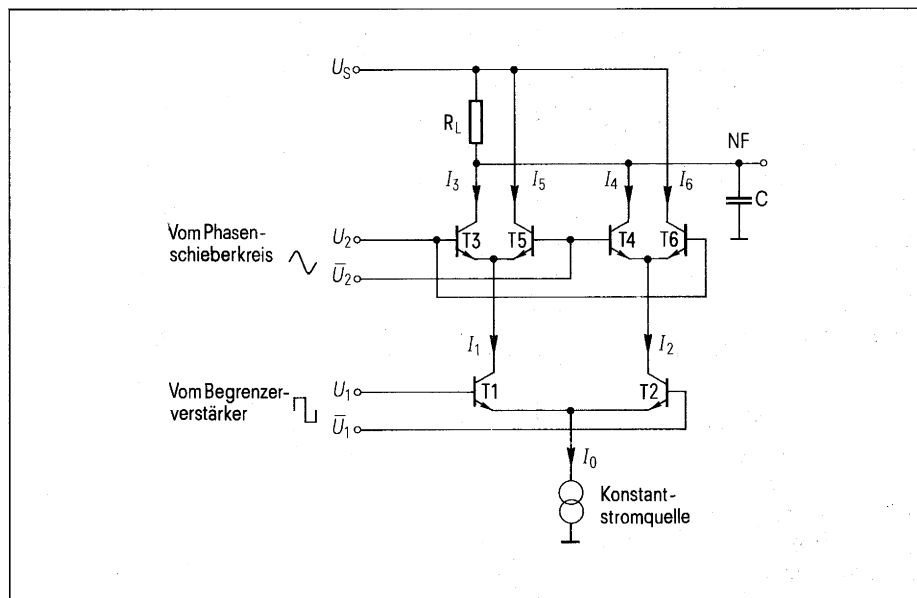 U_S
R_L
NF
I_3
I_5
I_4
I_6
C
Vom Phasen-
schieberkreis
U_2
Ū_2
T3
T5
T4
T6
I_1
I_2
Vom Begrenzer-
verstärker
U_1
Ū_1
T1
T2
I_0
Konstant-
stromquelle